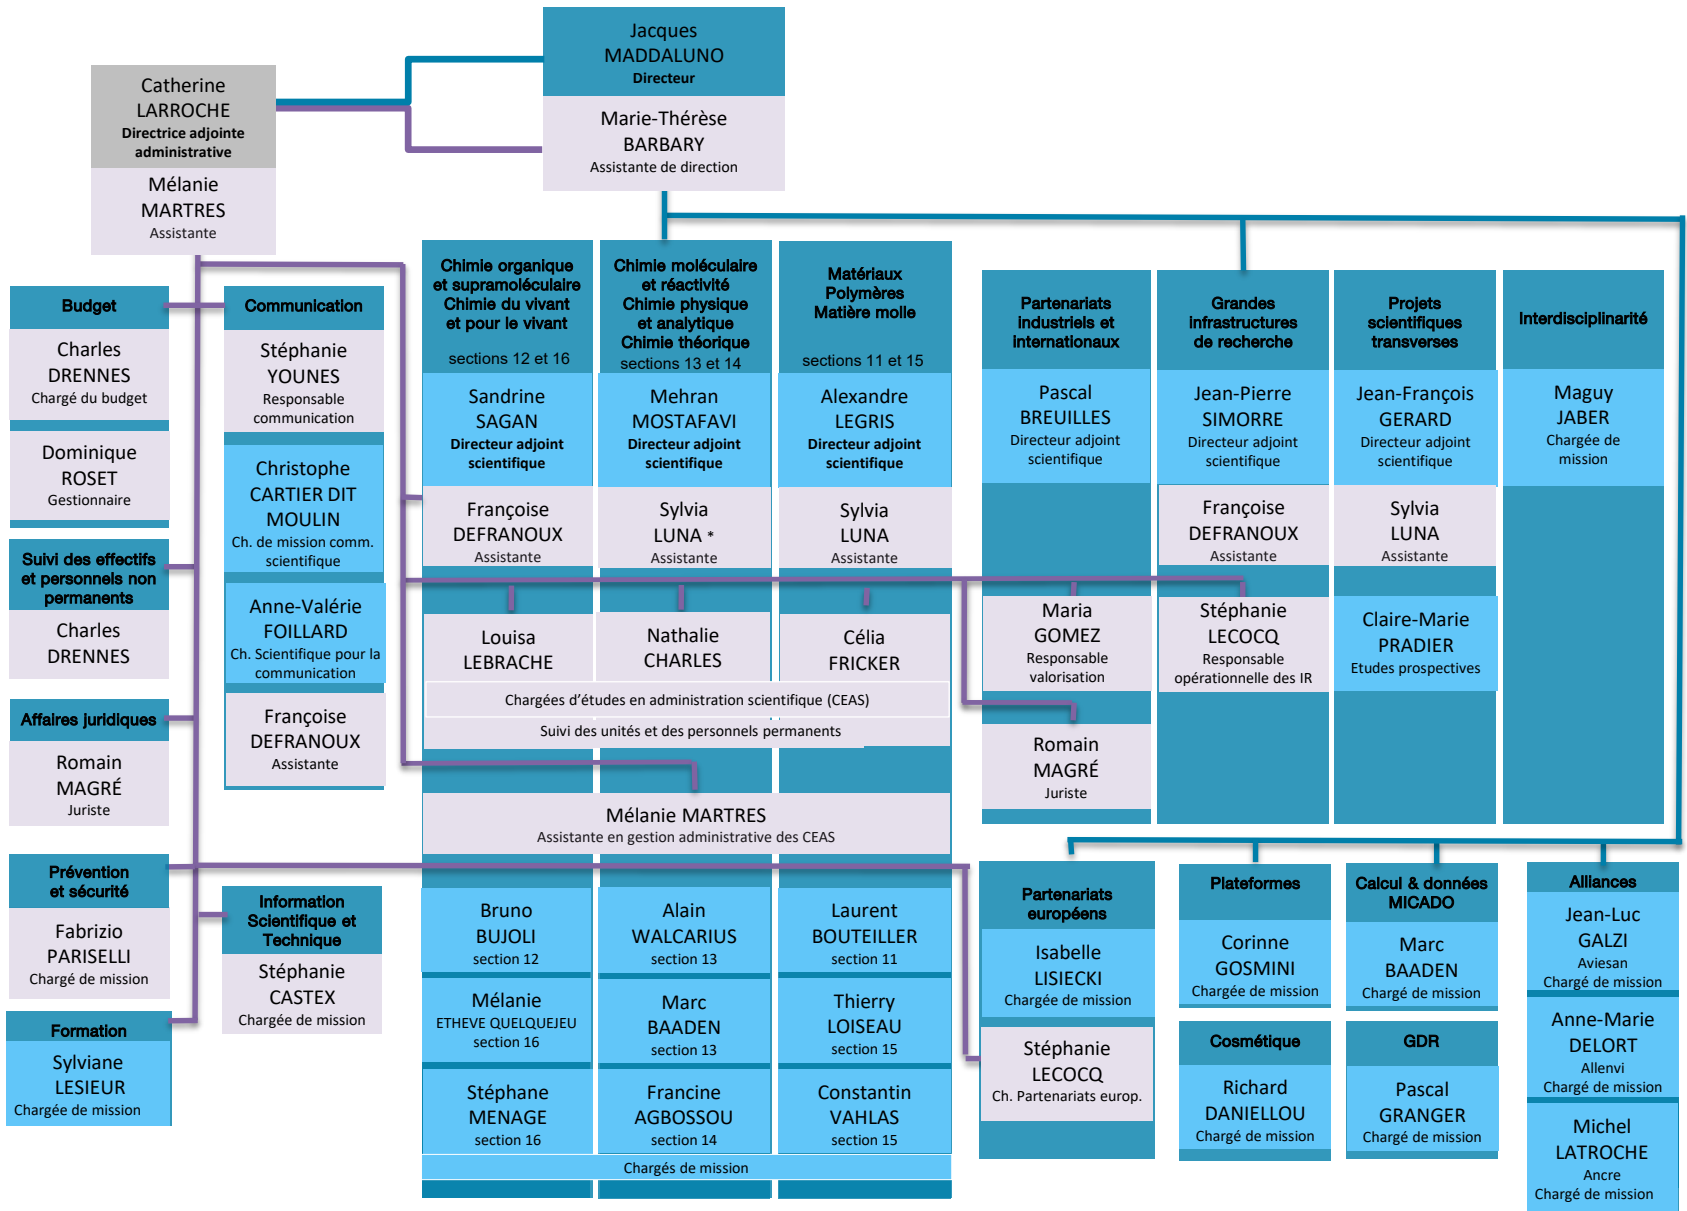 Jacques
MADDALUNO
Directeur
Marie-Thérèse
BARBARY
Assistante de direction
Catherine
LARROCHE
Directrice adjointe
administrative
Mélanie
MARTRES
Assistante
Budget
Charles
DRENNES
Chargé du budget
Dominique
ROSET
Gestionnaire
Suivi des effectifs
et personnels non
permanents
Charles
DRENNES
Affaires juridiques
Romain
MAGRÉ
Juriste
Prévention
et sécurité
Fabrizio
PARISELLI
Chargé de mission
Formation
Sylviane
LESIEUR
Chargée de mission
Communication
Stéphanie
YOUNES
Responsable
communication
Christophe
CARTIER DIT
MOULIN
Ch. de mission comm.
scientifique
Anne-Valérie
FOILLARD
Ch. Scientifique pour la
communication
Françoise
DEFRANOUX
Assistante
Information
Scientifique et
Technique
Stéphanie
CASTEX
Chargée de mission
Chimie organique
et supramoléculaire
Chimie du vivant
et pour le vivant
sections 12 et 16
Sandrine
SAGAN
Directeur adjoint
scientifique
Françoise
DEFRANOUX
Assistante
Louisa
LEBRACHE
Chimie moléculaire
et réactivité
Chimie physique
et analytique
Chimie théorique
sections 13 et 14
Mehran
MOSTAFAVI
Directeur adjoint
scientifique
Sylvia
LUNA *
Assistante
Nathalie
CHARLES
Matériaux
Polymères
Matière molle
sections 11 et 15
Alexandre
LEGRIS
Directeur adjoint
scientifique
Sylvia
LUNA
Assistante
Célia
FRICKER
Chargées d'études en administration scientifique (CEAS)
Suivi des unités et des personnels permanents
Mélanie MARTRES
Assistante en gestion administrative des CEAS
Bruno
BUJOLI
section 12
Alain
WALCARIUS
section 13
Laurent
BOUTEILLER
section 11
Mélanie
ETHEVE QUELQUEJEU
section 16
Marc
BAADEN
section 13
Thierry
LOISEAU
section 15
Stéphane
MENAGE
section 16
Francine
AGBOSSOU
section 14
Constantin
VAHLAS
section 15
Chargés de mission
Partenariats
industriels et
internationaux
Pascal
BREUILLES
Directeur adjoint
scientifique
Maria
GOMEZ
Responsable
valorisation
Romain
MAGRÉ
Juriste
Grandes
infrastructures
de recherche
Jean-Pierre
SIMORRE
Directeur adjoint
scientifique
Françoise
DEFRANOUX
Assistante
Stéphanie
LECOCQ
Responsable
opérationnelle des IR
Projets
scientifiques
transverses
Jean-François
GERARD
Directeur adjoint
scientifique
Sylvia
LUNA
Assistante
Claire-Marie
PRADIER
Etudes prospectives
Interdisciplinarité
Maguy
JABER
Chargée de
mission
Partenariats
européens
Isabelle
LISIECKI
Chargée de mission
Stéphanie
LECOCQ
Ch. Partenariats europ.
Plateformes
Corinne
GOSMINI
Chargée de mission
Cosmétique
Richard
DANIELLOU
Chargé de mission
Calcul & données
MICADO
Marc
BAADEN
Chargé de mission
GDR
Pascal
GRANGER
Chargé de mission
Alliances
Jean-Luc
GALZI
Aviesan
Chargé de mission
Anne-Marie
DELORT
Allenvi
Chargé de mission
Michel
LATROCHE
Ancre
Chargé de mission